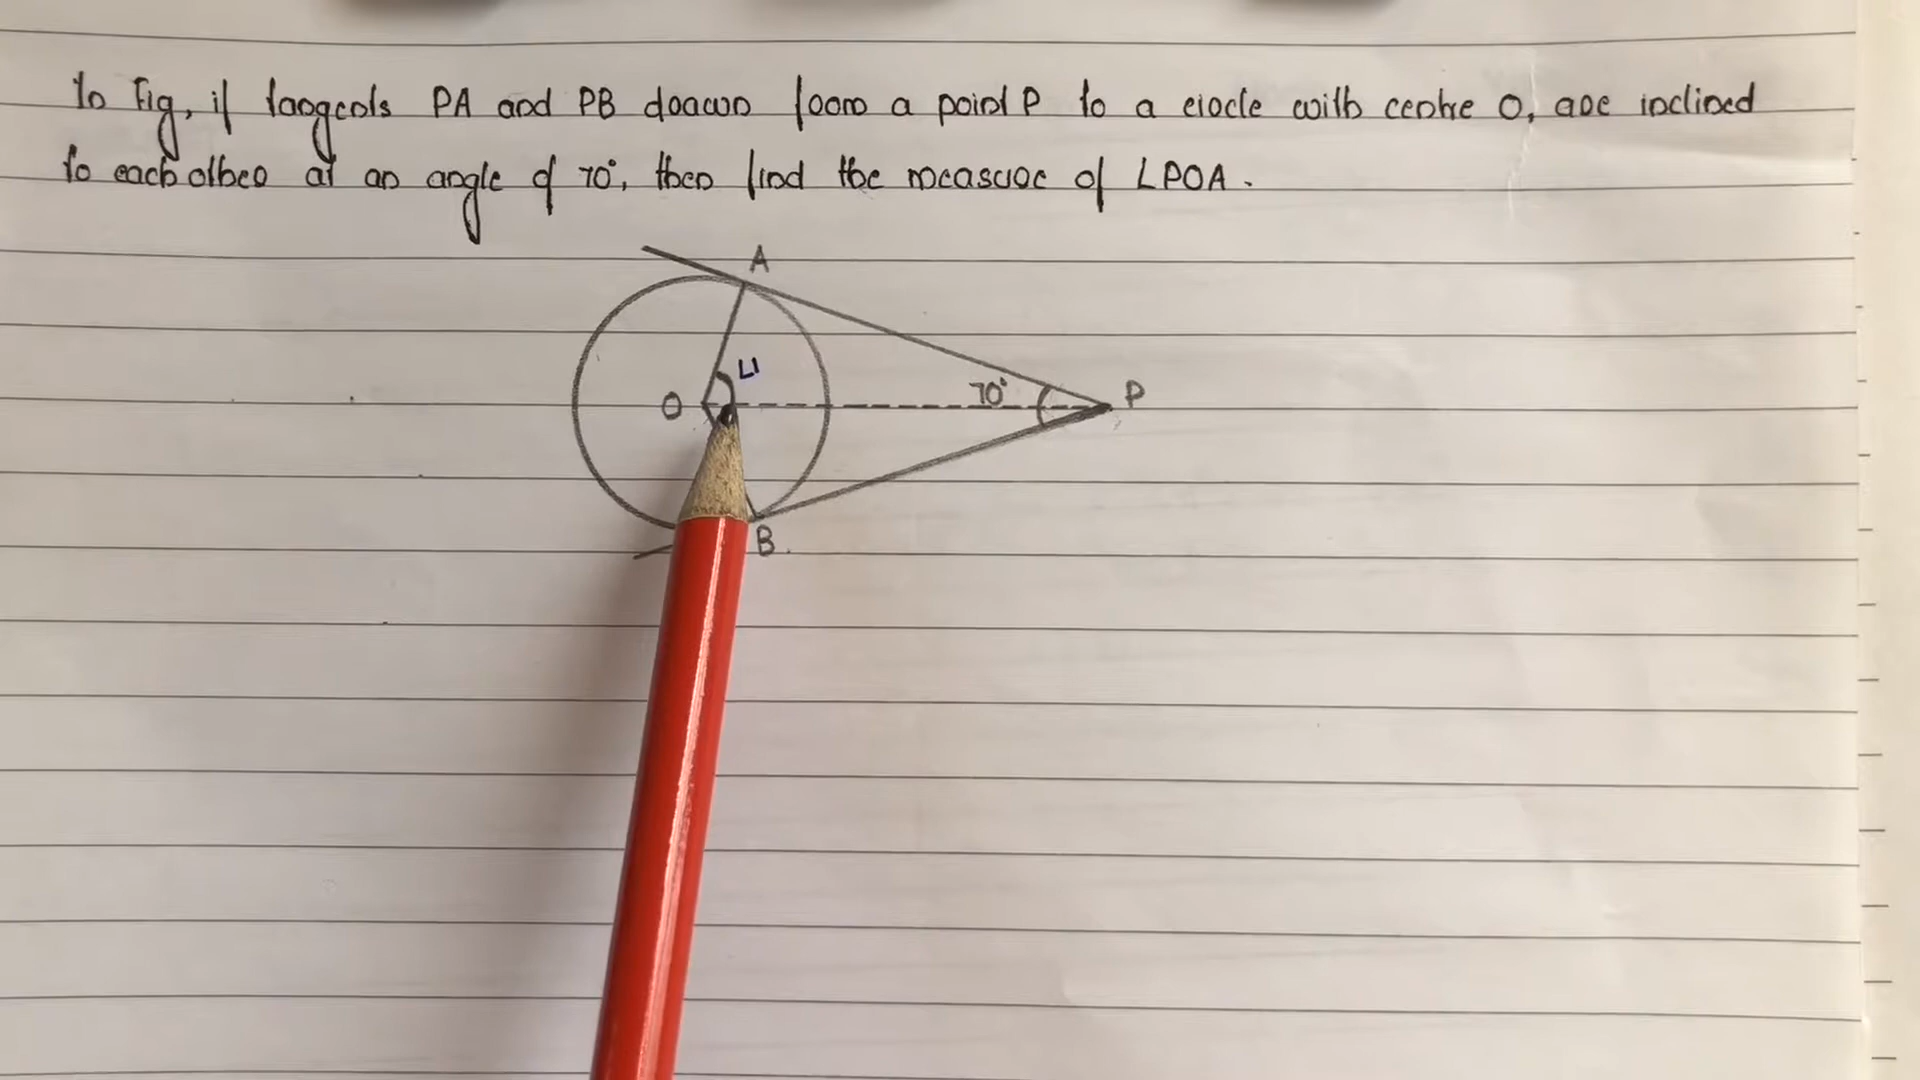 In Fig, if tangents PA and PB drawn from a point P to a circle with centre O, are inclined
to each other at an angle of 70°, then find the measure of ∠POA.
A
∠1
O
70°
P
B.